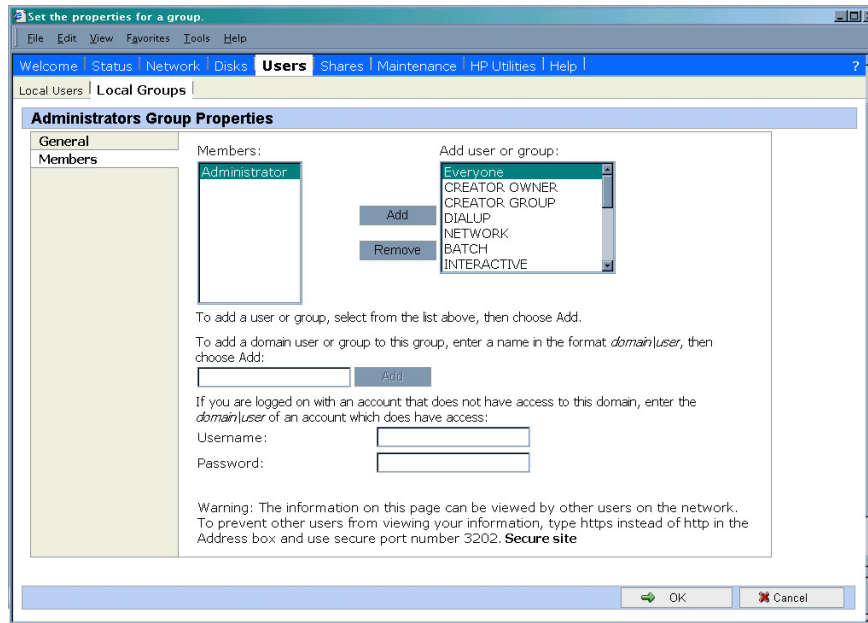 Set the properties for a group.
File Edit View Favorites Tools Help
Welcome Status Network Disks Users Shares Maintenance HP Utilities Help ?
Local Users Local Groups
Administrators Group Properties
General
Members
Members:
Administrator
Add user or group:
Everyone
CREATOR OWNER
CREATOR GROUP
DIALUP
NETWORK
BATCH
INTERACTIVE
Add
Remove
To add a user or group, select from the list above, then choose Add.
To add a domain user or group to this group, enter a name in the format domain\user, then
choose Add:
Add
If you are logged on with an account that does not have access to this domain, enter the
domain\user of an account which does have access:
Username:
Password:
Warning: The information on this page can be viewed by other users on the network.
To prevent other users from viewing your information, type https instead of http in the
Address box and use secure port number 3202. Secure site
OK
Cancel